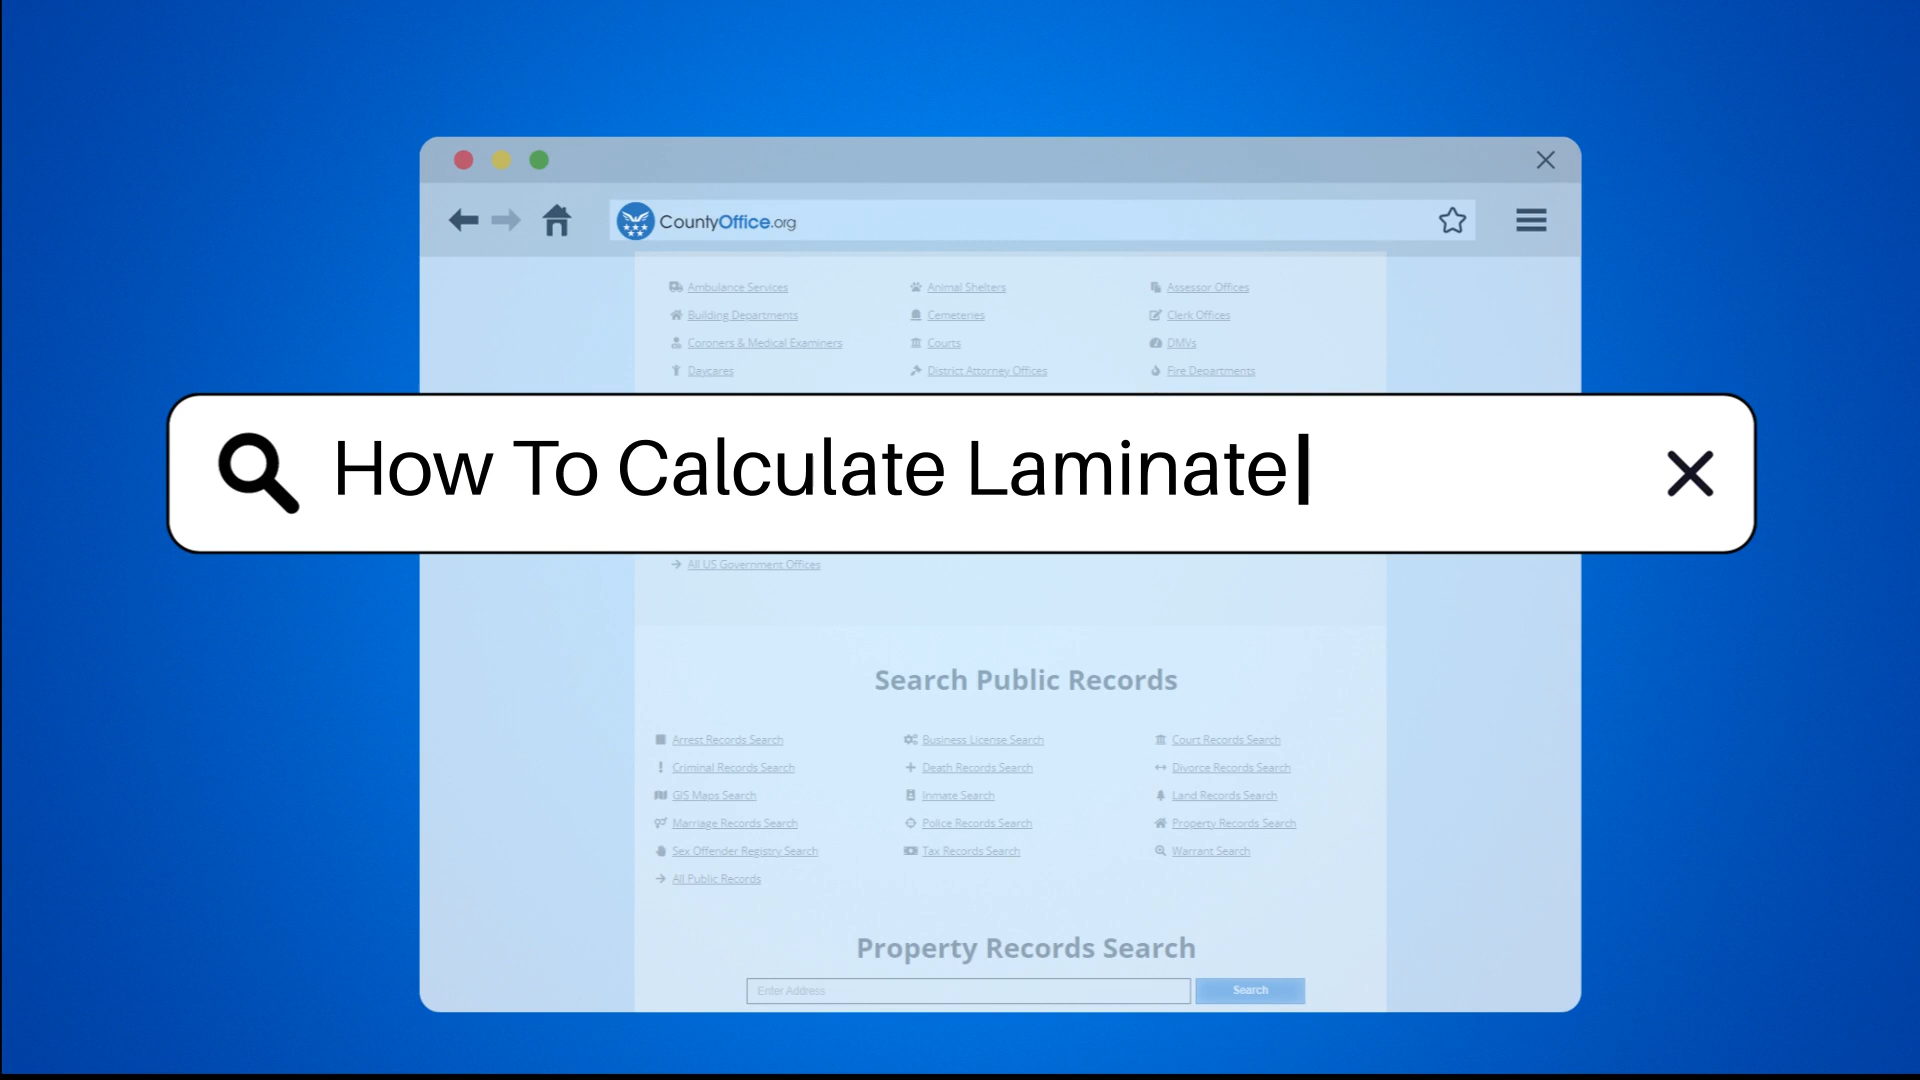 CountyOffice.org
Ambulance Services Animal Shelters Assessor Offices
Building Departments Cemeteries Clerk Offices
Coroners & Medical Examiners Courts DMVs
Daycares District Attorney Offices Fire Departments
How To Calculate Laminate
All US Government Offices
Search Public Records
Arrest Records Search Business License Search Court Records Search
Criminal Records Search Death Records Search Divorce Records Search
GIS Maps Search Inmate Search Land Records Search
Marriage Records Search Police Records Search Property Records Search
Sex Offender Registry Search Tax Records Search Warrant Search
All Public Records
Property Records Search
Enter Address Search